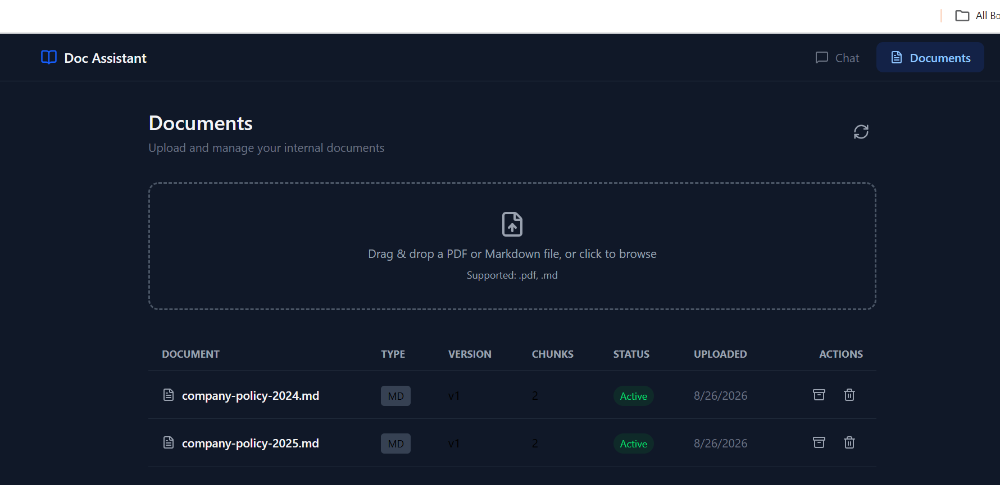 All Bo
Doc Assistant
Chat
Documents
Documents
Upload and manage your internal documents
Drag & drop a PDF or Markdown file, or click to browse
Supported: .pdf, .md
DOCUMENT TYPE VERSION CHUNKS STATUS UPLOADED ACTIONS
company-policy-2024.md MD v1 2 Active 8/26/2026
company-policy-2025.md MD v1 2 Active 8/26/2026